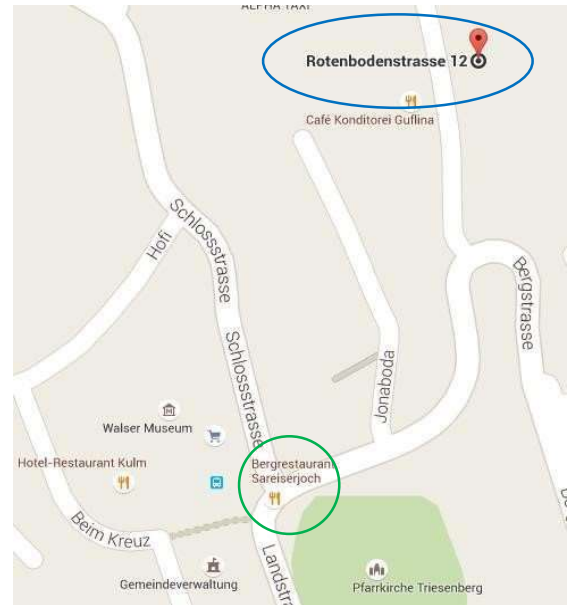 ALPHA TAXI
Rotenbodenstrasse 12
Café Konditorei Guflina
Schlossstrasse
Hofi
Bergstrasse
Schlossstrasse
Jonaboda
Walser Museum
Hotel-Restaurant Kulm
Bergrestaurant
Sareiserjoch
Beim Kreuz
Landstra
Gemeindeverwaltung
Pfarrkirche Triesenberg